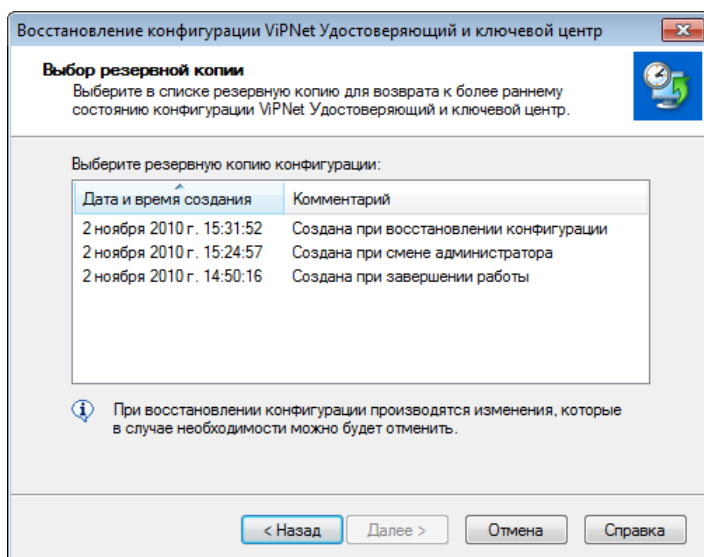 Восстановление конфигурации ViPNet Удостоверяющий и ключевой центр
Выбор резервной копии
Выберите в списке резервную копию для возврата к более раннему
состоянию конфигурации ViPNet Удостоверяющий и ключевой центр.
Выберите резервную копию конфигурации:
Дата и время создания Комментарий
2 ноября 2010 г. 15:31:52 Создана при восстановлении конфигурации
2 ноября 2010 г. 15:24:57 Создана при смене администратора
2 ноября 2010 г. 14:50:16 Создана при завершении работы
При восстановлении конфигурации производятся изменения, которые
в случае необходимости можно будет отменить.
< Назад Далее > Отмена Справка